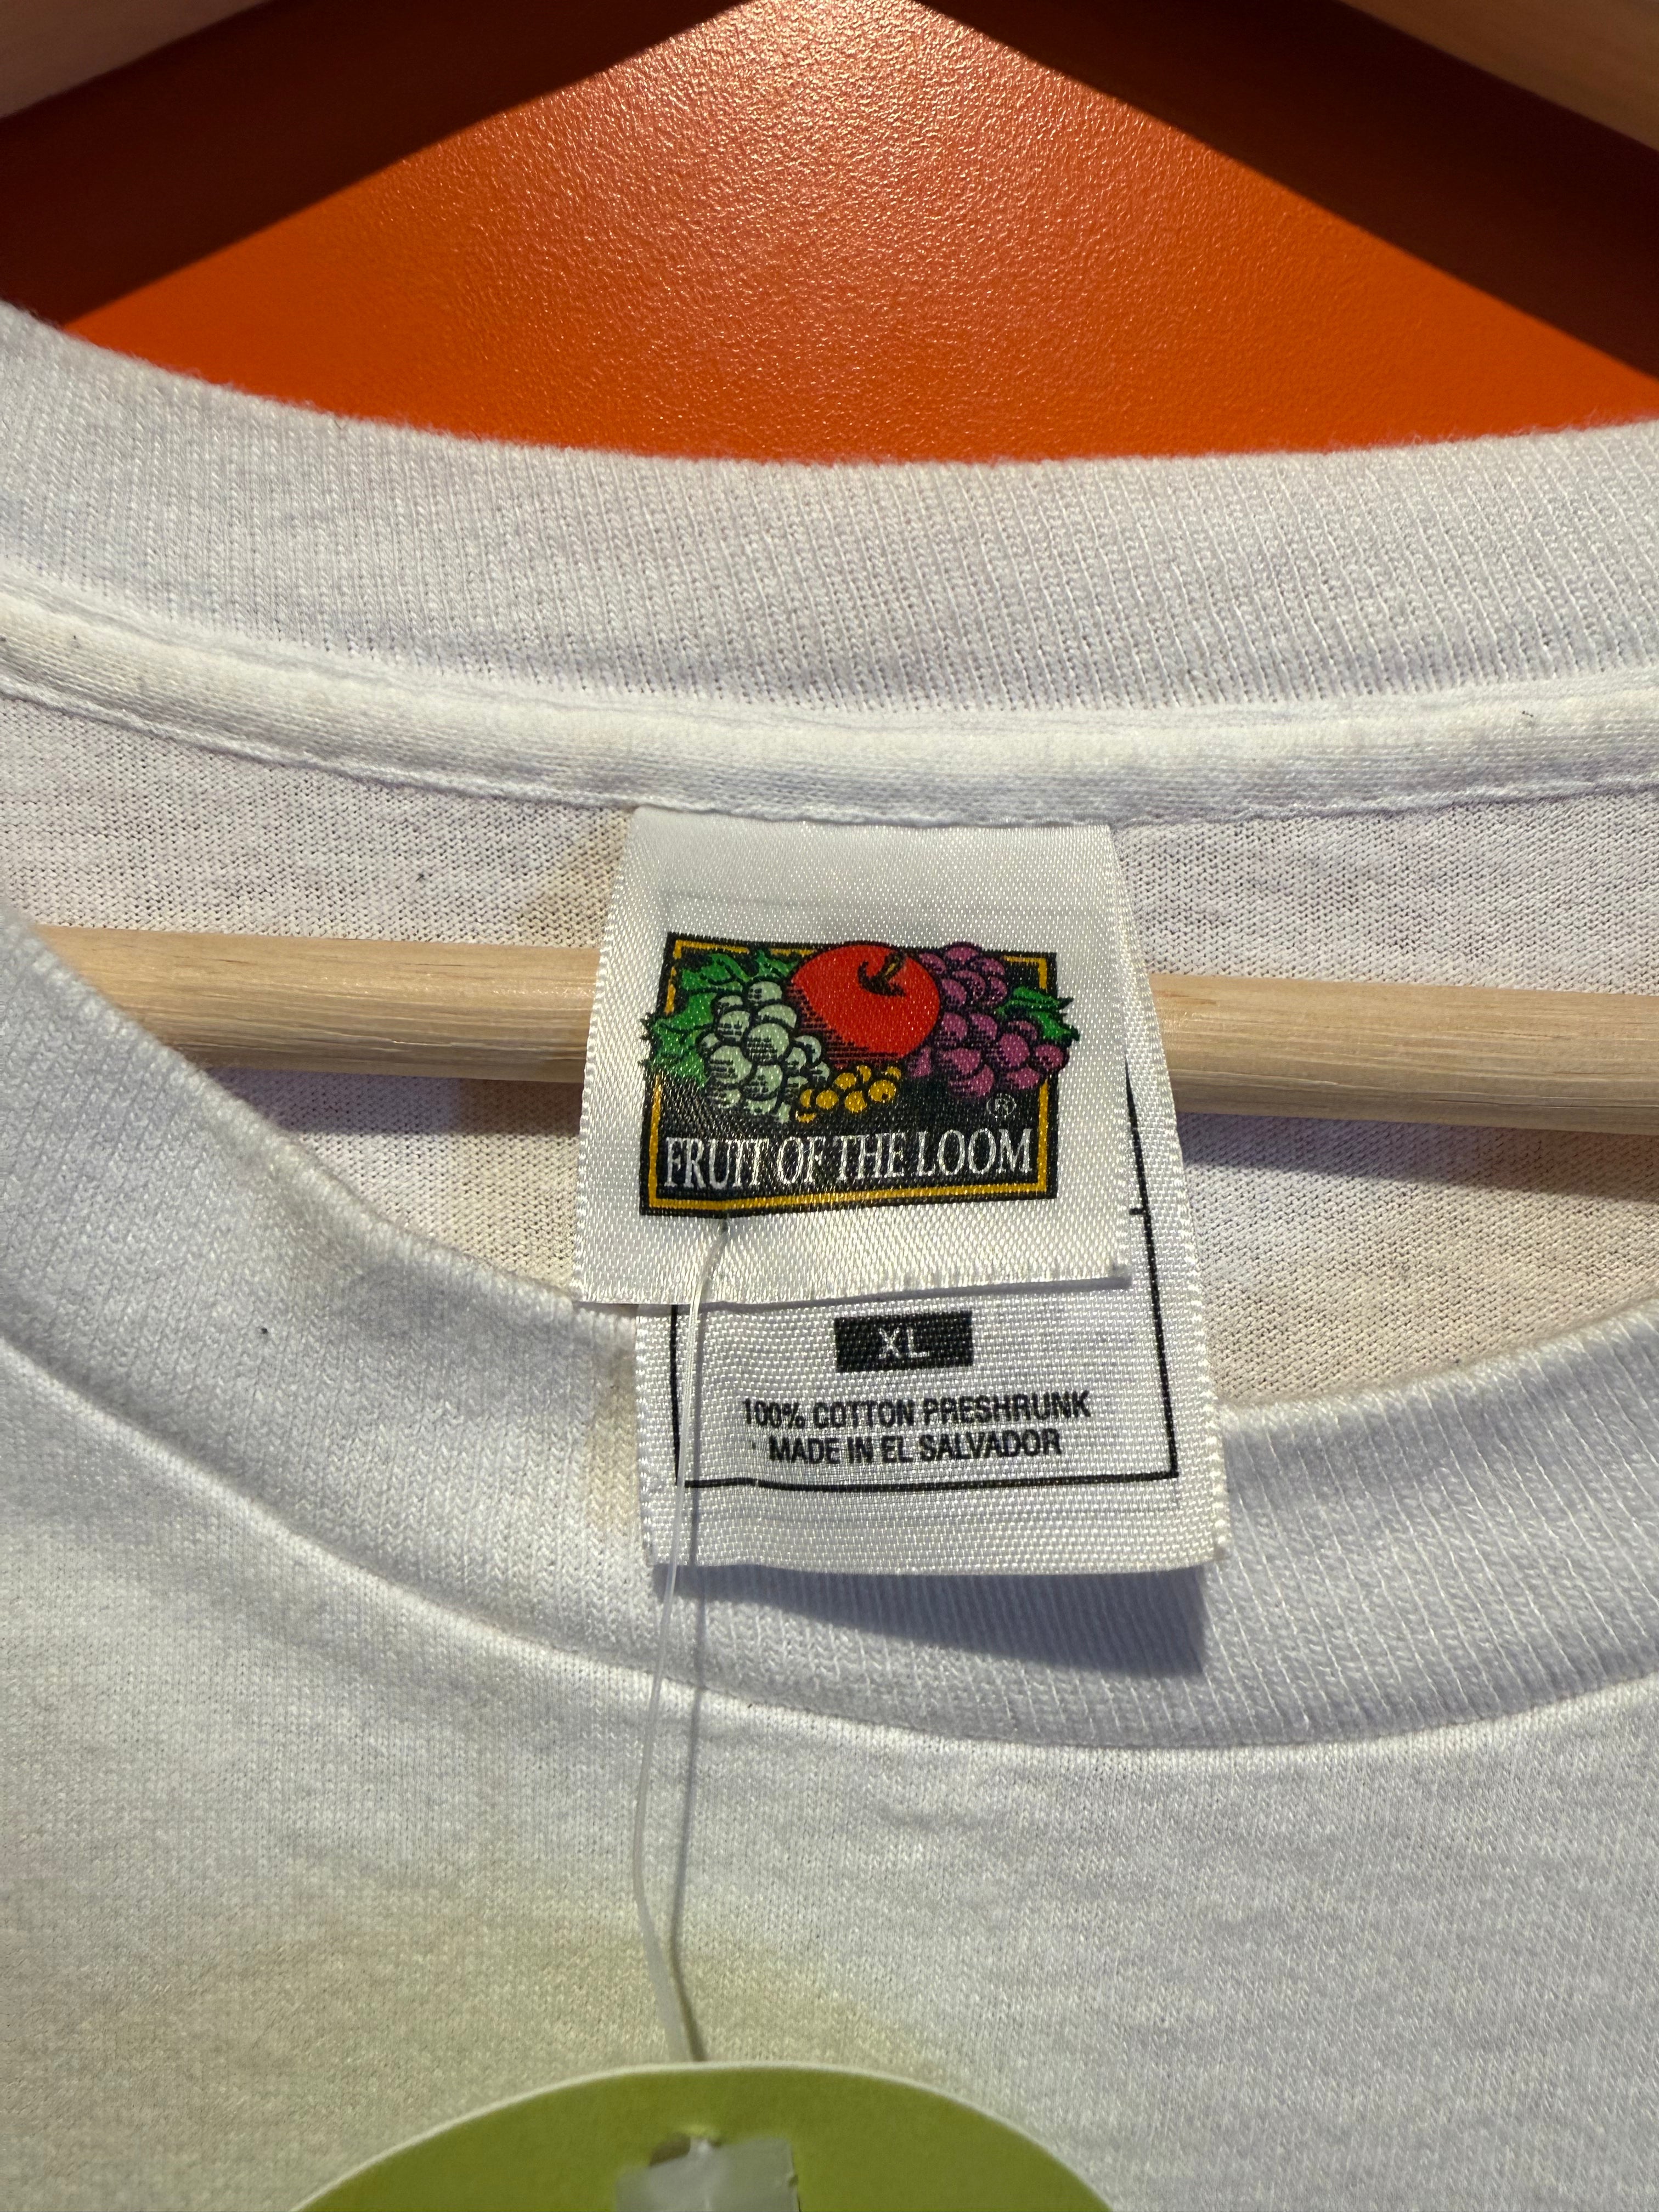 ®
FRUIT OF THE LOOM
XL
100% COTTON PRESHRUNK
MADE IN EL SALVADOR